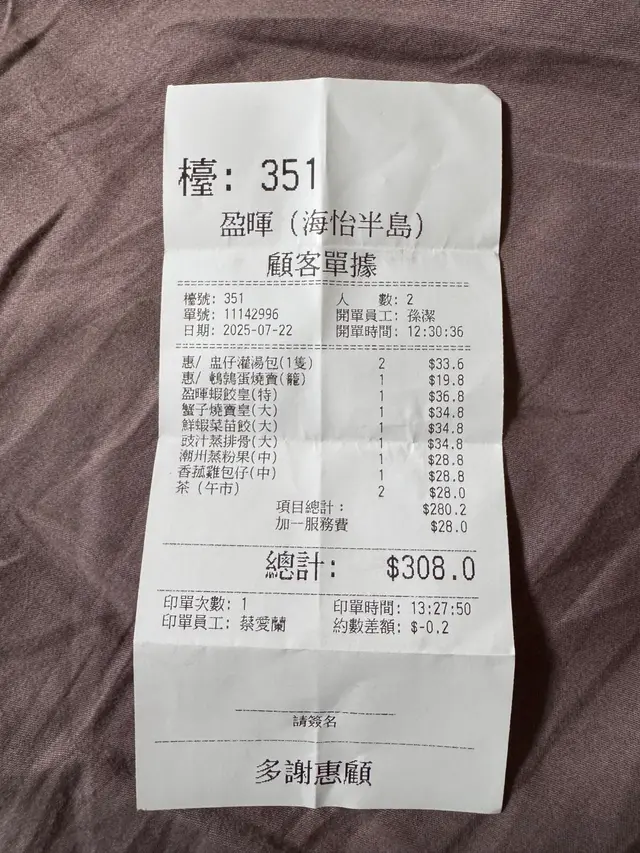 檯: 351
盈暉（海怡半島）
顧客單據
檯號: 351 人 數: 2
單號: 11142996 開單員工: 孫潔
日期: 2025-07-22 開單時間: 12:30:36
惠/ 盅仔灌湯包(1隻) 2 $33.6
惠/ 鵪鶉蛋燒賣(籠) 1 $19.8
盈暉蝦餃皇(特) 1 $36.8
蟹子燒賣皇(大) 1 $34.8
鮮蝦菜苗餃(大) 1 $34.8
豉汁蒸排骨(大) 1 $34.8
潮州蒸粉果(中) 1 $28.8
香菰雞包仔(中) 1 $28.8
茶（午市） 2 $28.0
項目總計: $280.2
加一服務費 $28.0
總計: $308.0
印單次數: 1 印單時間: 13:27:50
印單員工: 蔡愛蘭 約數差額: $-0.2
請簽名
多謝惠顧